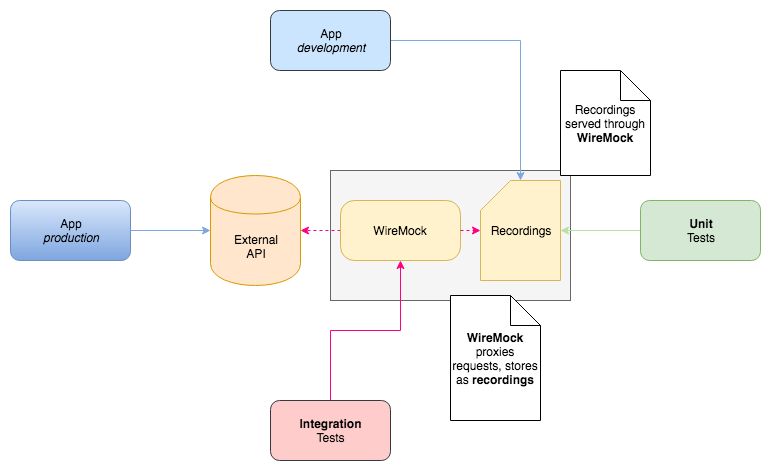 App
development
Recordings
served through
WireMock
App
production
External
API
WireMock
Recordings
Unit
Tests
WireMock
proxies
requests, stores
as recordings
Integration
Tests